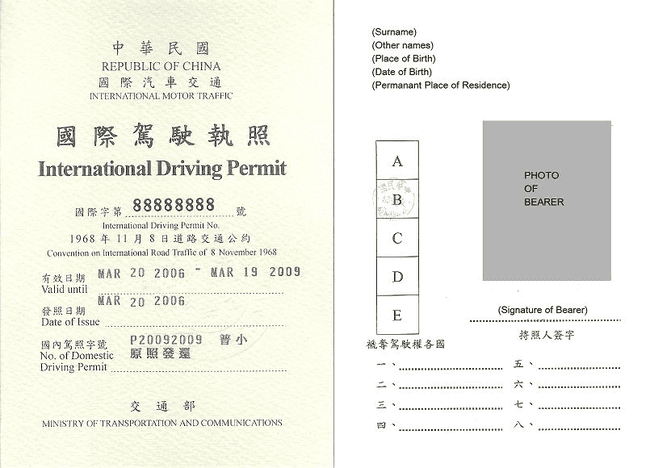 中華民國
REPUBLIC OF CHINA
國際汽車交通
INTERNATIONAL MOTOR TRAFFIC
國際駕駛執照
International Driving Permit
國際字第 88888888 號
International Driving Permit No.
1968 年 11 月 8 日道路交通公約
Convention on International Road Traffic of 8 November 1968
有效日期 MAR 20 2006 - MAR 19 2009
Valid until
MAR 20 2006
發照日期
Date of Issue
國內駕照字號 P20092009 普小
No. of Domestic 原照發還
Driving Permit
交通部
MINISTRY OF TRANSPORTATION AND COMMUNICATIONS
(Surname)
(Other names)
(Place of Birth)
(Date of Birth)
(Permanant Place of Residence)
A
B
C
D
E
PHOTO
OF
BEARER
(Signature of Bearer)
持照人簽字
褫奪駕駛權各國
一、 五、
二、 六、
三、 七、
四、 八、